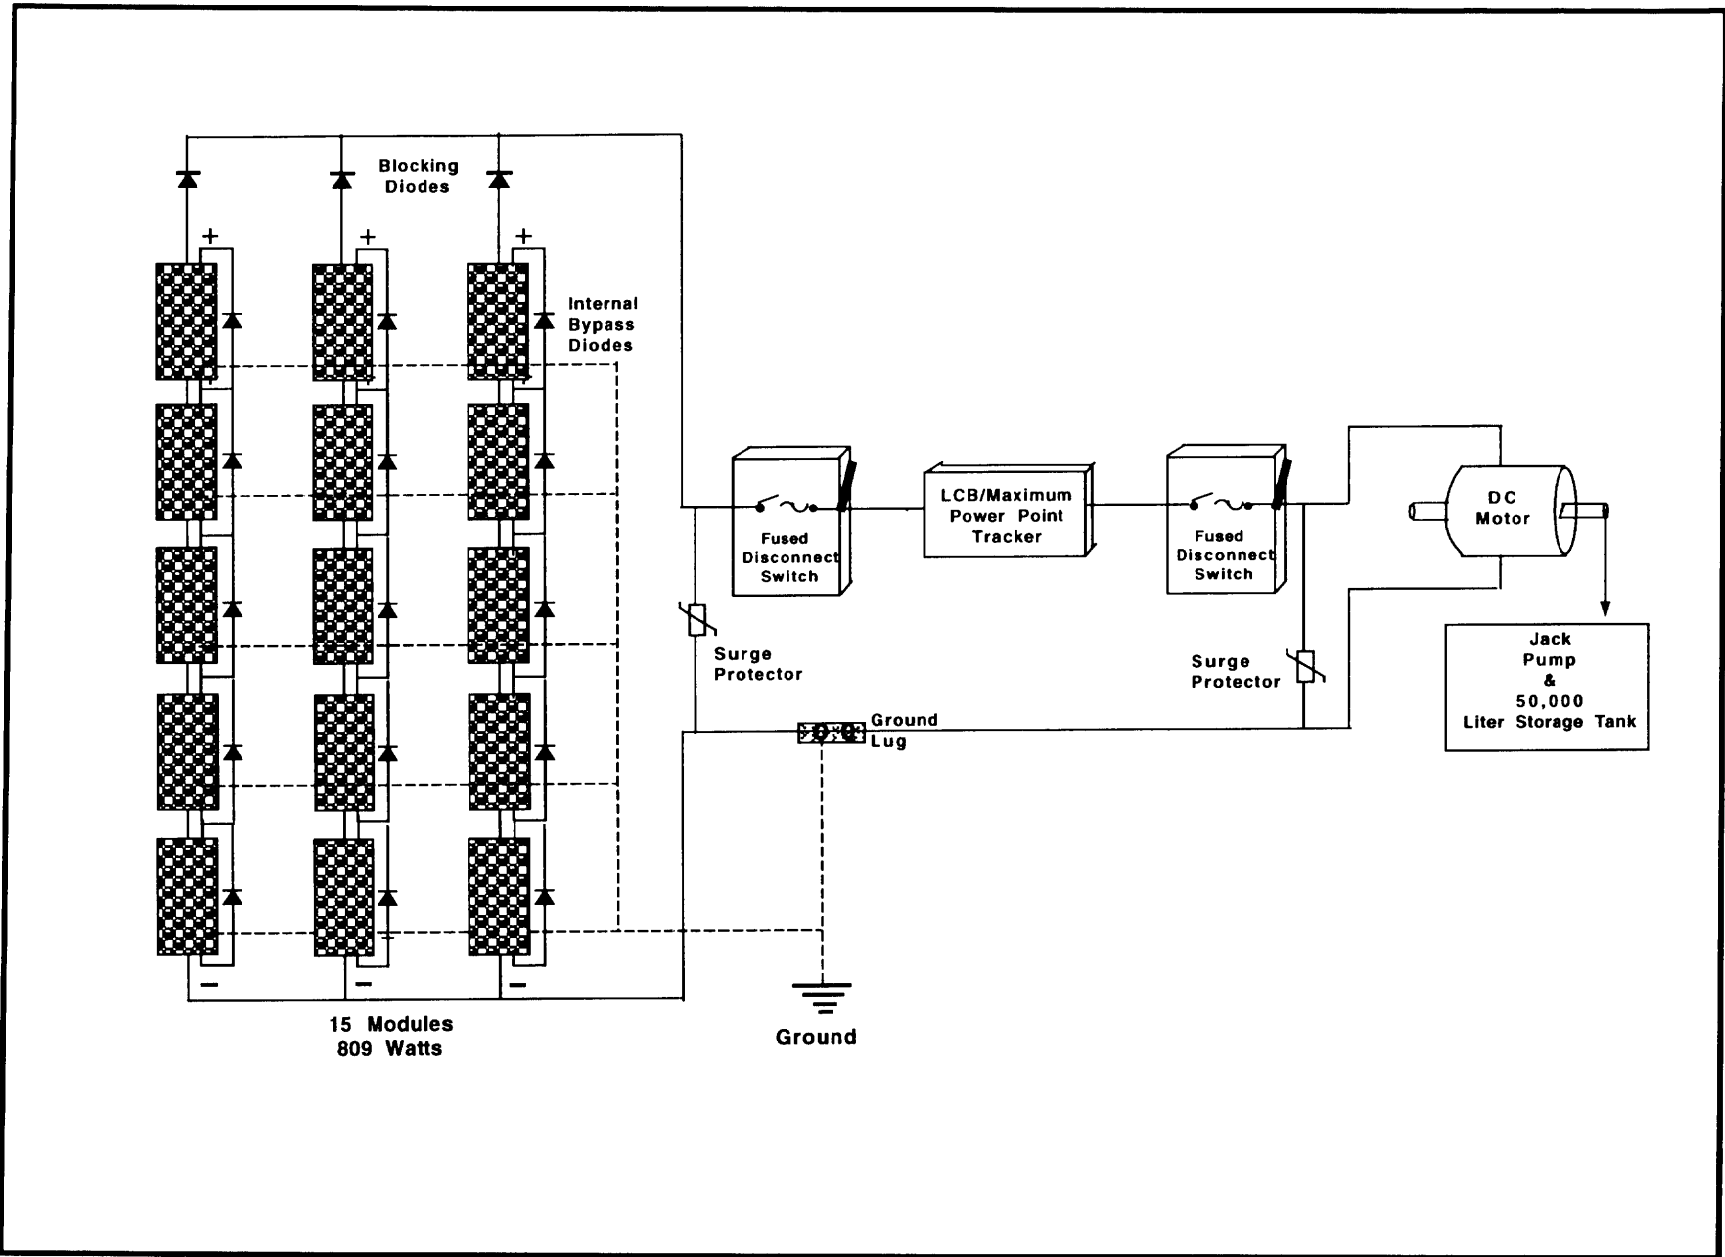 Blocking
Diodes
+
+
+
Internal
Bypass
Diodes
LCB/Maximum
Power Point
Tracker
Fused
Disconnect
Switch
Fused
Disconnect
Switch
DC
Motor
Surge
Protector
Surge
Protector
Jack
Pump
&
50,000
Liter Storage Tank
Ground
Lug
–
–
–
15 Modules
809 Watts
Ground